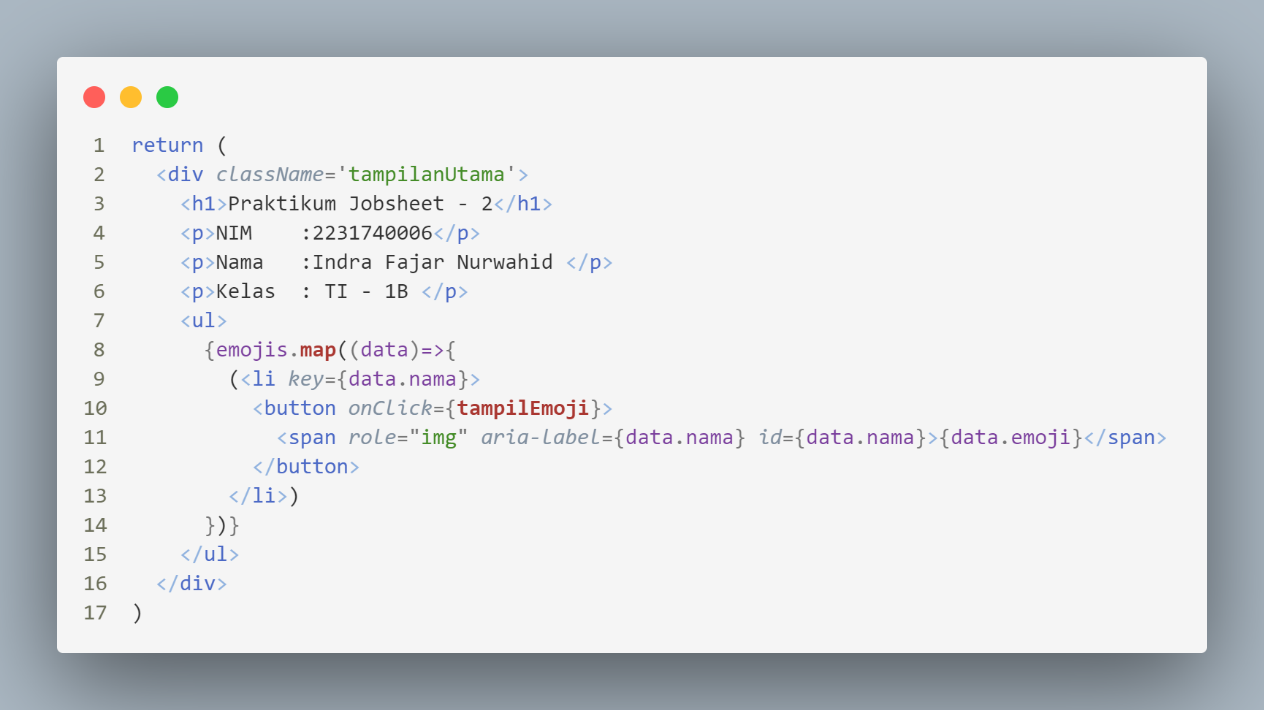 1 return (
2   <div className='tampilanUtama'>
3     <h1>Praktikum Jobsheet - 2</h1>
4     <p>NIM    :2231740006</p>
5     <p>Nama   :Indra Fajar Nurwahid </p>
6     <p>Kelas  : TI - 1B </p>
7     <ul>
8       {emojis.map((data)=>{
9         (<li key={data.nama}>
10           <button onClick={tampilEmoji}>
11             <span role="img" aria-label={data.nama} id={data.nama}>{data.emoji}</span>
12           </button>
13         </li>)
14       })}
15     </ul>
16   </div>
17 )